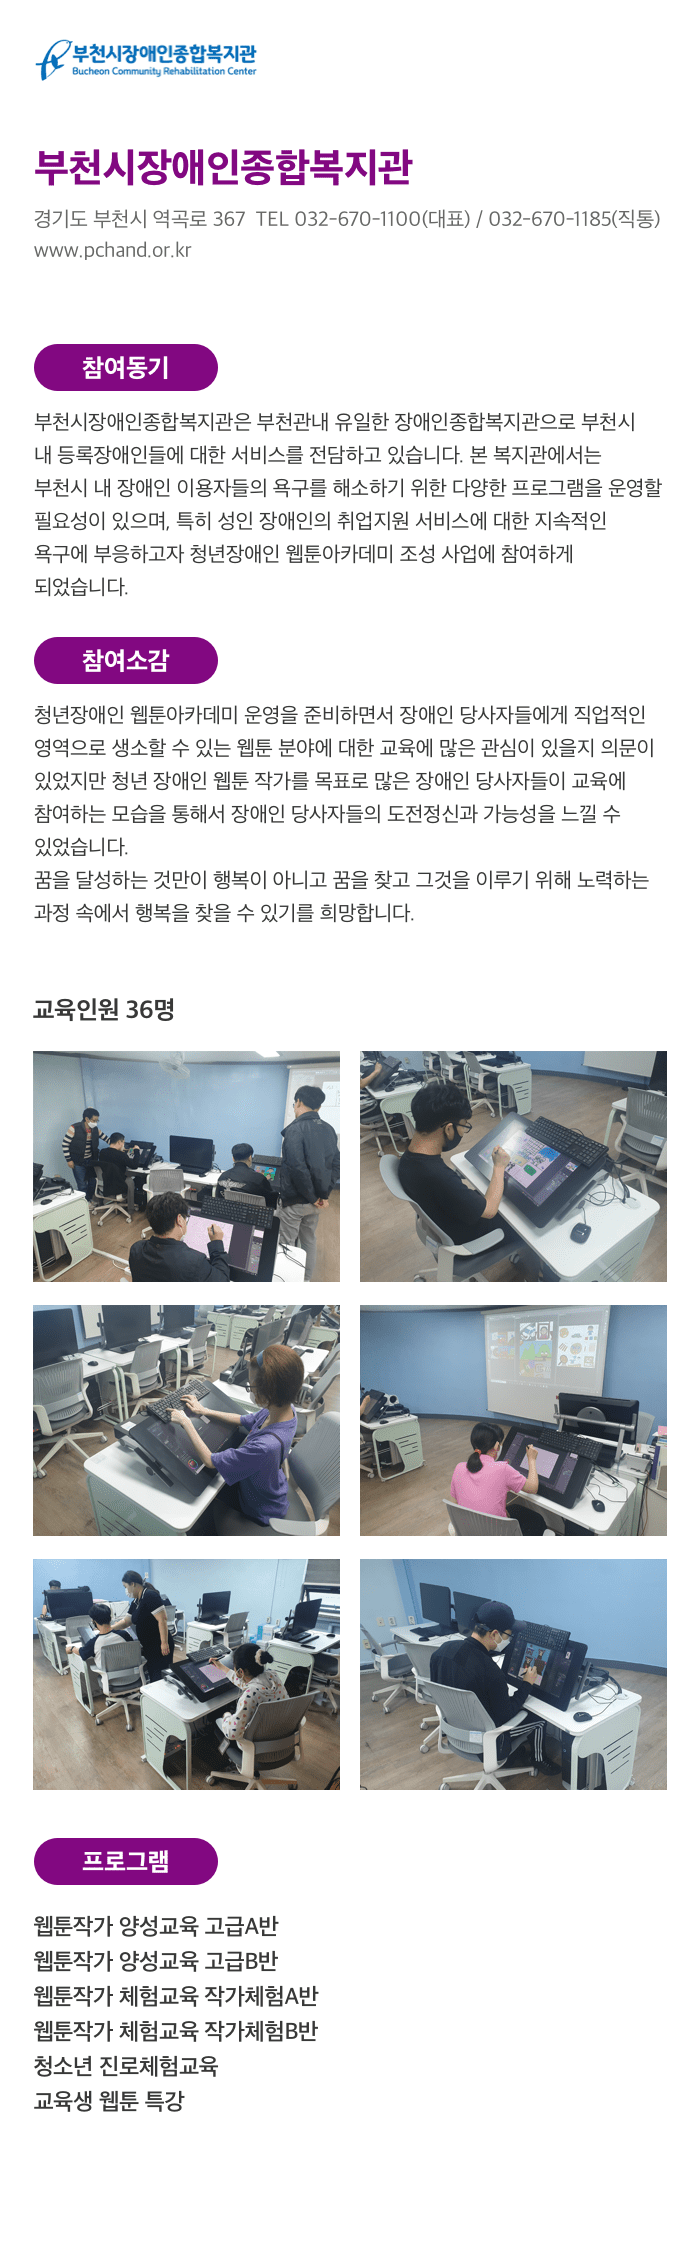 부천시장애인종합복지관
Bucheon Community Rehabilitation Center
부천시장애인종합복지관
경기도 부천시 역곡로 367 TEL 032-670-1100(대표) / 032-670-1185(직통)
www.pchand.or.kr
참여동기
부천시장애인종합복지관은 부천관내 유일한 장애인종합복지관으로 부천시
내 등록장애인들에 대한 서비스를 전담하고 있습니다. 본 복지관에서는
부천시 내 장애인 이용자들의 욕구를 해소하기 위한 다양한 프로그램을 운영할
필요성이 있으며, 특히 성인 장애인의 취업지원 서비스에 대한 지속적인
욕구에 부응하고자 청년장애인 웹툰아카데미 조성 사업에 참여하게
되었습니다.
참여소감
청년장애인 웹툰아카데미 운영을 준비하면서 장애인 당사자들에게 직업적인
영역으로 생소할 수 있는 웹툰 분야에 대한 교육에 많은 관심이 있을지 의문이
있었지만 청년 장애인 웹툰 작가를 목표로 많은 장애인 당사자들이 교육에
참여하는 모습을 통해서 장애인 당사자들의 도전정신과 가능성을 느낄 수
있었습니다.
꿈을 달성하는 것만이 행복이 아니고 꿈을 찾고 그것을 이루기 위해 노력하는
과정 속에서 행복을 찾을 수 있기를 희망합니다.
교육인원 36명
프로그램
웹툰작가 양성교육 고급A반
웹툰작가 양성교육 고급B반
웹툰작가 체험교육 작가체험A반
웹툰작가 체험교육 작가체험B반
청소년 진로체험교육
교육생 웹툰 특강